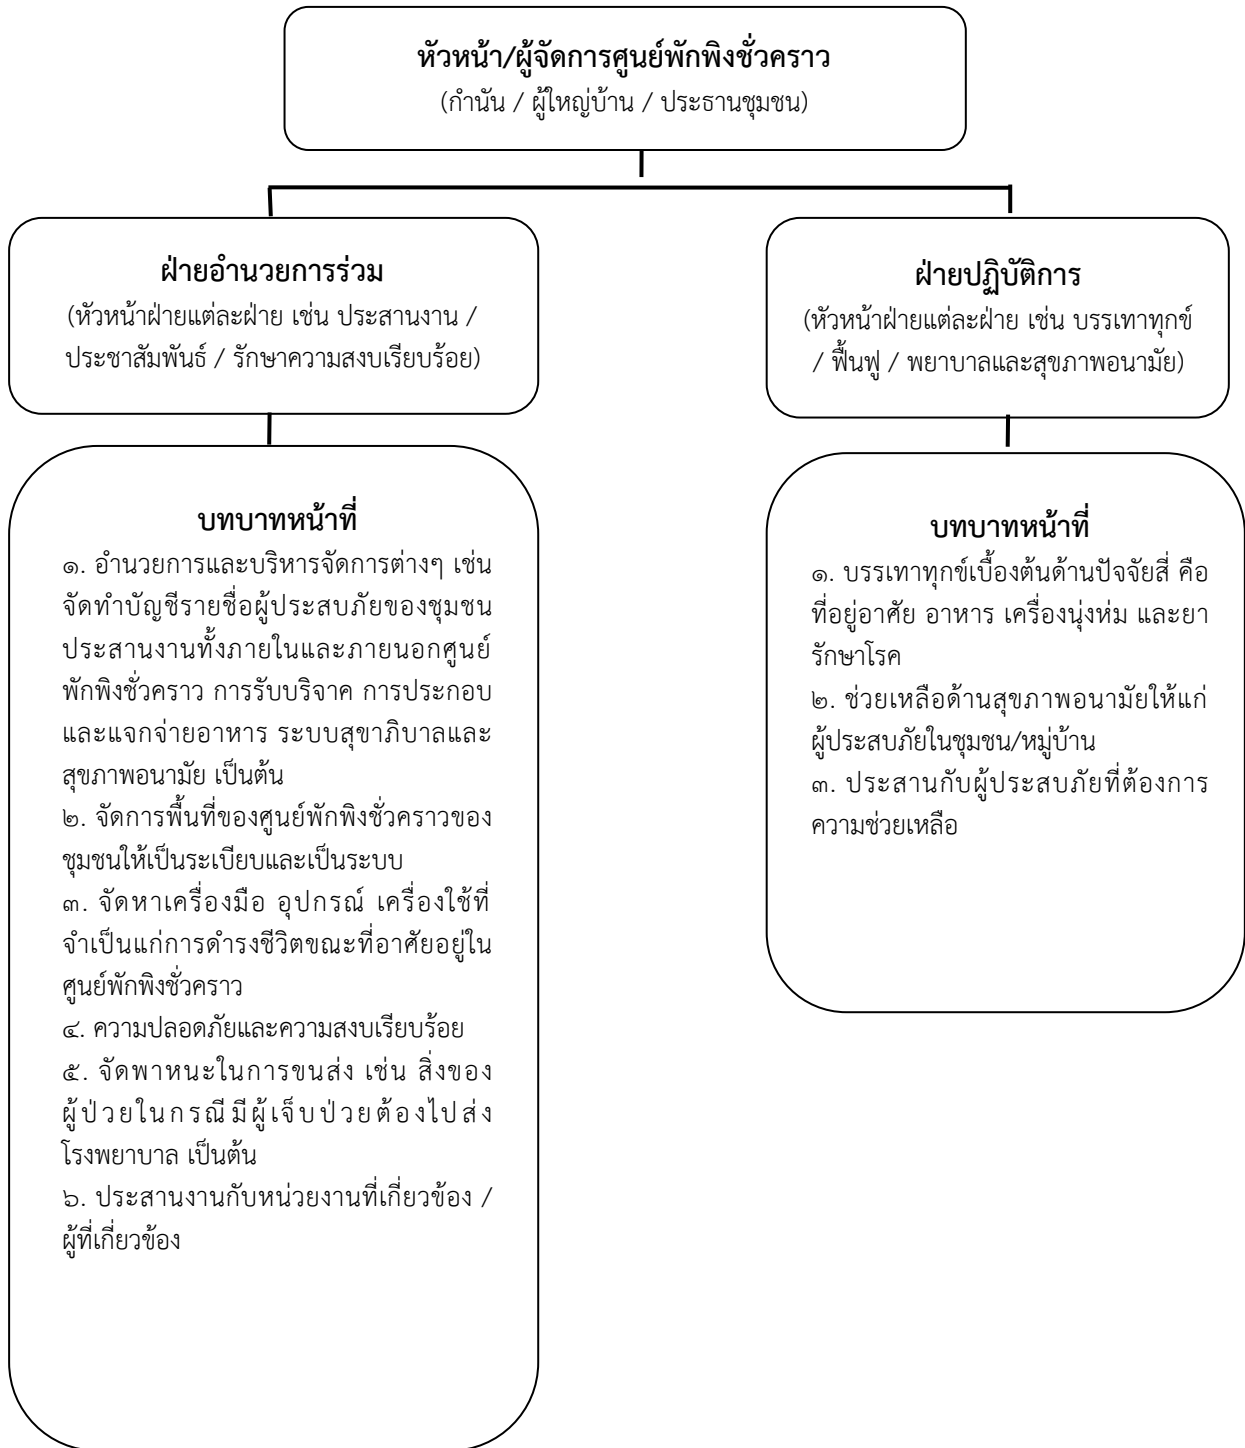 หัวหน้า/ผู้จัดการศูนย์พักพิงชั่วคราว
(กำนัน / ผู้ใหญ่บ้าน / ประธานชุมชน)
ฝ่ายอำนวยการร่วม
(หัวหน้าฝ่ายแต่ละฝ่าย เช่น ประสานงาน /
ประชาสัมพันธ์ / รักษาความสงบเรียบร้อย)
ฝ่ายปฏิบัติการ
(หัวหน้าฝ่ายแต่ละฝ่าย เช่น บรรเทาทุกข์
/ ฟื้นฟู / พยาบาลและสุขภาพอนามัย)
บทบาทหน้าที่
๑. อำนวยการและบริหารจัดการต่างๆ เช่น
จัดทำบัญชีรายชื่อผู้ประสบภัยของชุมชน
ประสานงานทั้งภายในและภายนอกศูนย์
พักพิงชั่วคราว การรับบริจาค การประกอบ
และแจกจ่ายอาหาร ระบบสุขาภิบาลและ
สุขภาพอนามัย เป็นต้น
๒. จัดการพื้นที่ของศูนย์พักพิงชั่วคราวของ
ชุมชนให้เป็นระเบียบและเป็นระบบ
๓. จัดหาเครื่องมือ อุปกรณ์ เครื่องใช้ที่
จำเป็นแก่การดำรงชีวิตขณะที่อาศัยอยู่ใน
ศูนย์พักพิงชั่วคราว
๔. ความปลอดภัยและความสงบเรียบร้อย
๕. จัดพาหนะในการขนส่ง เช่น สิ่งของ
ผู้ป่วยในกรณีมีผู้เจ็บป่วยต้องไปส่ง
โรงพยาบาล เป็นต้น
๖. ประสานงานกับหน่วยงานที่เกี่ยวข้อง /
ผู้ที่เกี่ยวข้อง
บทบาทหน้าที่
๑. บรรเทาทุกข์เบื้องต้นด้านปัจจัยสี่ คือ
ที่อยู่อาศัย อาหาร เครื่องนุ่งห่ม และยา
รักษาโรค
๒. ช่วยเหลือด้านสุขภาพอนามัยให้แก่
ผู้ประสบภัยในชุมชน/หมู่บ้าน
๓. ประสานกับผู้ประสบภัยที่ต้องการ
ความช่วยเหลือ